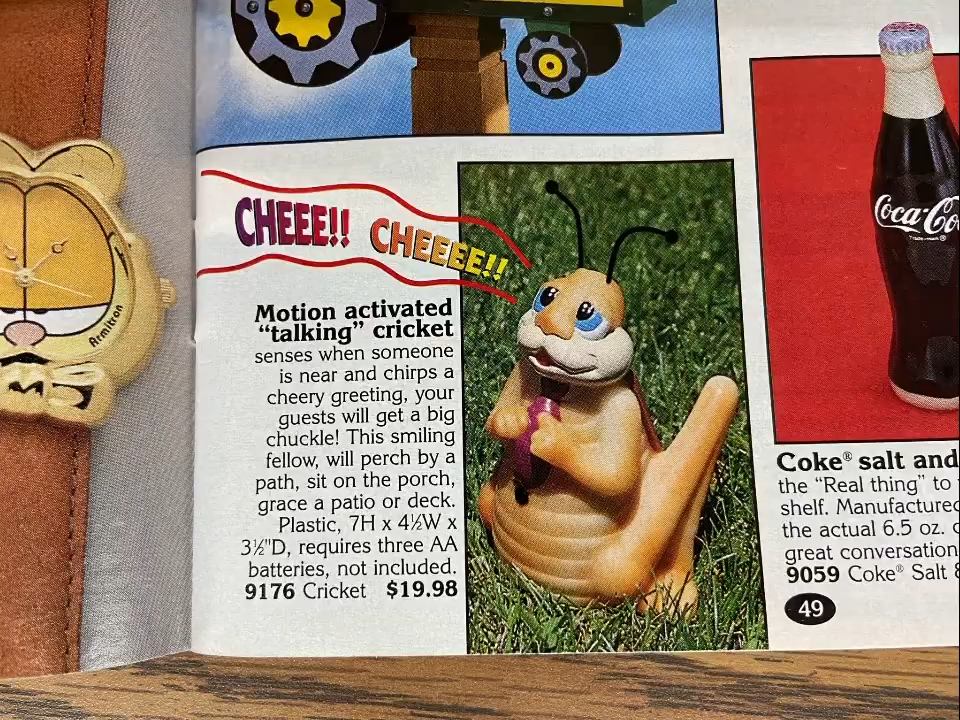 Armitron
CHEEE!! CHEEEE!!
Motion activated
“talking” cricket
senses when someone
is near and chirps a
cheery greeting, your
guests will get a big
chuckle! This smiling
fellow, will perch by a
path, sit on the porch,
grace a patio or deck.
Plastic, 7H x 4½W x
3½"D, requires three AA
batteries, not included.
9176 Cricket $19.98
Coca-Co
Trade-mark®
Coke® salt and
the “Real thing” to
shelf. Manufactured
the actual 6.5 oz.
great conversation
9059 Coke® Salt &
49